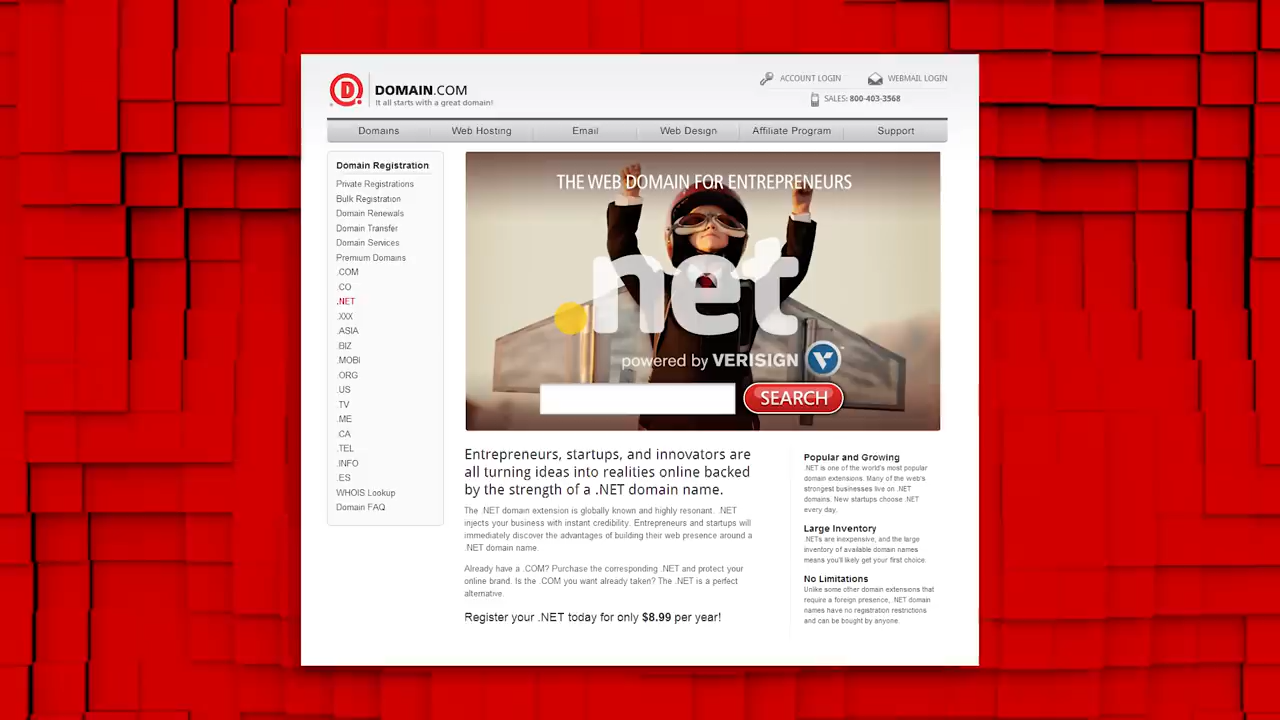 D
DOMAIN.COM
It all starts with a great domain!
ACCOUNT LOGIN
WEBMAIL LOGIN
SALES: 800-403-3568
Domains
Web Hosting
Email
Web Design
Affiliate Program
Support
Domain Registration
Private Registrations
Bulk Registration
Domain Renewals
Domain Transfer
Domain Services
Premium Domains
.COM
.CO
.NET
.XXX
.ASIA
.BIZ
.MOBI
.ORG
.US
.TV
.ME
.CA
.TEL
.INFO
.ES
WHOIS Lookup
Domain FAQ
THE WEB DOMAIN FOR ENTREPRENEURS
.net
powered by VERISIGN
SEARCH
Entrepreneurs, startups, and innovators are
all turning ideas into realities online backed
by the strength of a .NET domain name.
The .NET domain extension is globally known and highly resonant. .NET
injects your business with instant credibility. Entrepreneurs and startups will
immediately discover the advantages of building their web presence around a
.NET domain name.
Already have a .COM? Purchase the corresponding .NET and protect your
online brand. Is the .COM you want already taken? The .NET is a perfect
alternative.
Register your .NET today for only $8.99 per year!
Popular and Growing
.NET is one of the world's most popular
domain extensions. Many of the web's
strongest businesses live on .NET
domains. New startups choose .NET
every day.
Large Inventory
.NETs are inexpensive, and the large
inventory of available domain names
means you'll likely get your first choice.
No Limitations
Unlike some other domain extensions that
require a foreign presence, .NET domain
names have no registration restrictions
and can be bought by anyone.